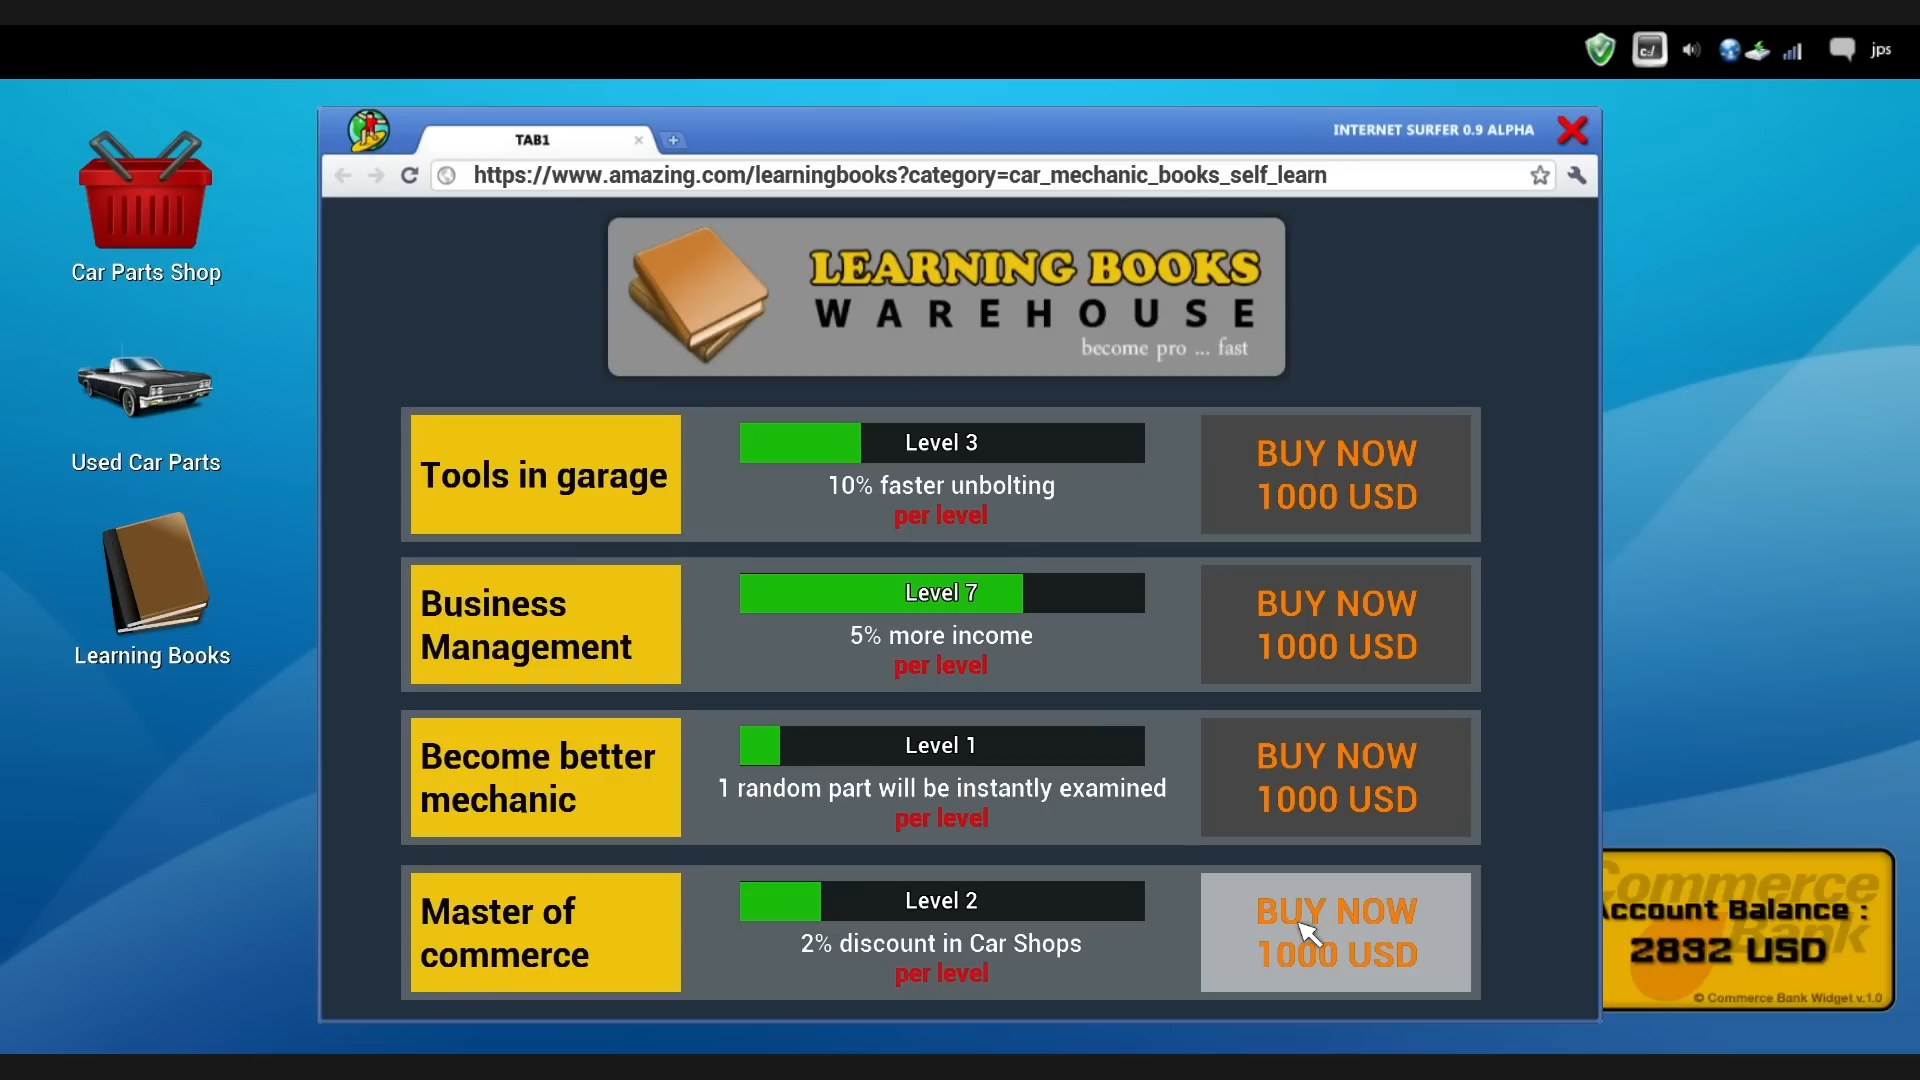 jps
Car Parts Shop
Used Car Parts
Learning Books
TAB1
INTERNET SURFER 0.9 ALPHA
https://www.amazing.com/learningbooks?category=car_mechanic_books_self_learn
LEARNING BOOKS
WAREHOUSE
become pro ... fast
Tools in garage
Level 3
10% faster unbolting
per level
BUY NOW
1000 USD
Business
Management
Level 7
5% more income
per level
BUY NOW
1000 USD
Become better
mechanic
Level 1
1 random part will be instantly examined
per level
BUY NOW
1000 USD
Master of
commerce
Level 2
2% discount in Car Shops
per level
BUY NOW
1000 USD
Commerce
Bank
Account Balance :
2892 USD
© Commerce Bank Widget v.1.0